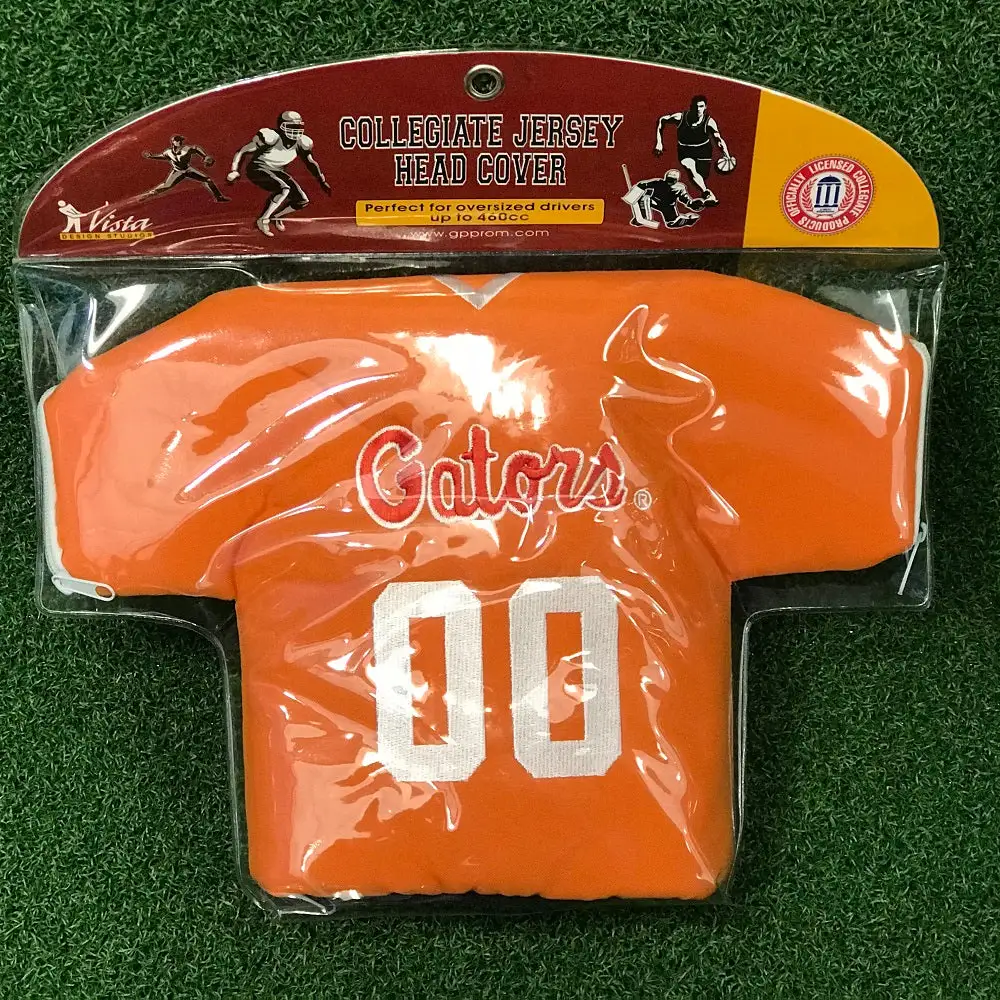 COLLEGIATE JERSEY
HEAD COVER
Perfect for oversized drivers
up to 460cc
www.gpprom.com
Vista
DESIGN STUDIOS
OFFICIALLY LICENSED COLLEGIATE PRODUCTS
Gators ®
00